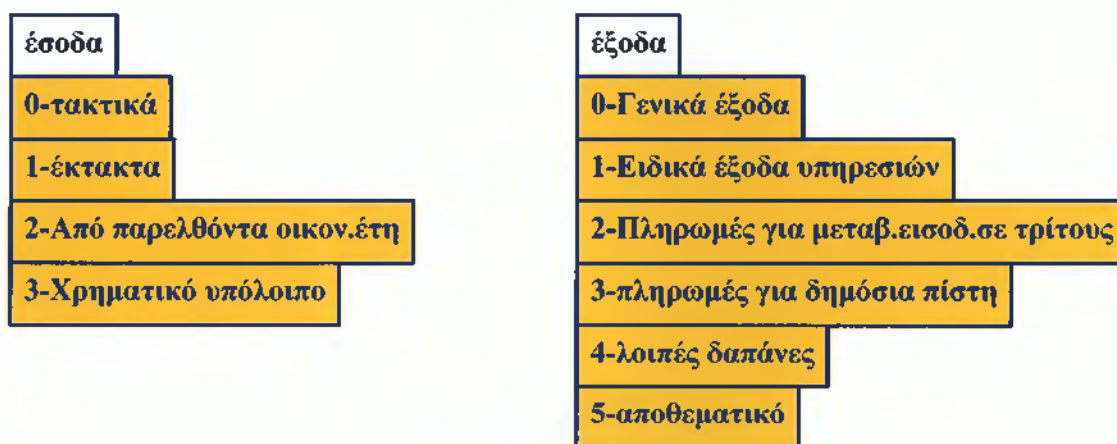 έσοδα
0-τακτικά
1-έκτακτα
2-Από παρελθόντα οικον.έτη
3-Χρηματικό υπόλοιπο
έξοδα
0-Γενικά έξοδα
1-Ειδικά έξοδα υπηρεσιών
2-Πληρωμές για μεταβ.εισοδ.σε τρίτους
3-πληρωμές για δημόσια πίστη
4-λοιπές δαπάνες
5-αποθεματικό